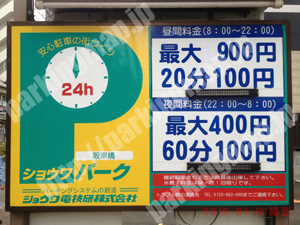 安心駐車の街
24h
阪東橋
ショウワパーク
パーキングシステムの創造
ショウワ電技研株式会社
昼間料金(8:00~22:00)
最大 900円
20分100円
夜間料金(22:00~8:00)
最大400円
60分100円